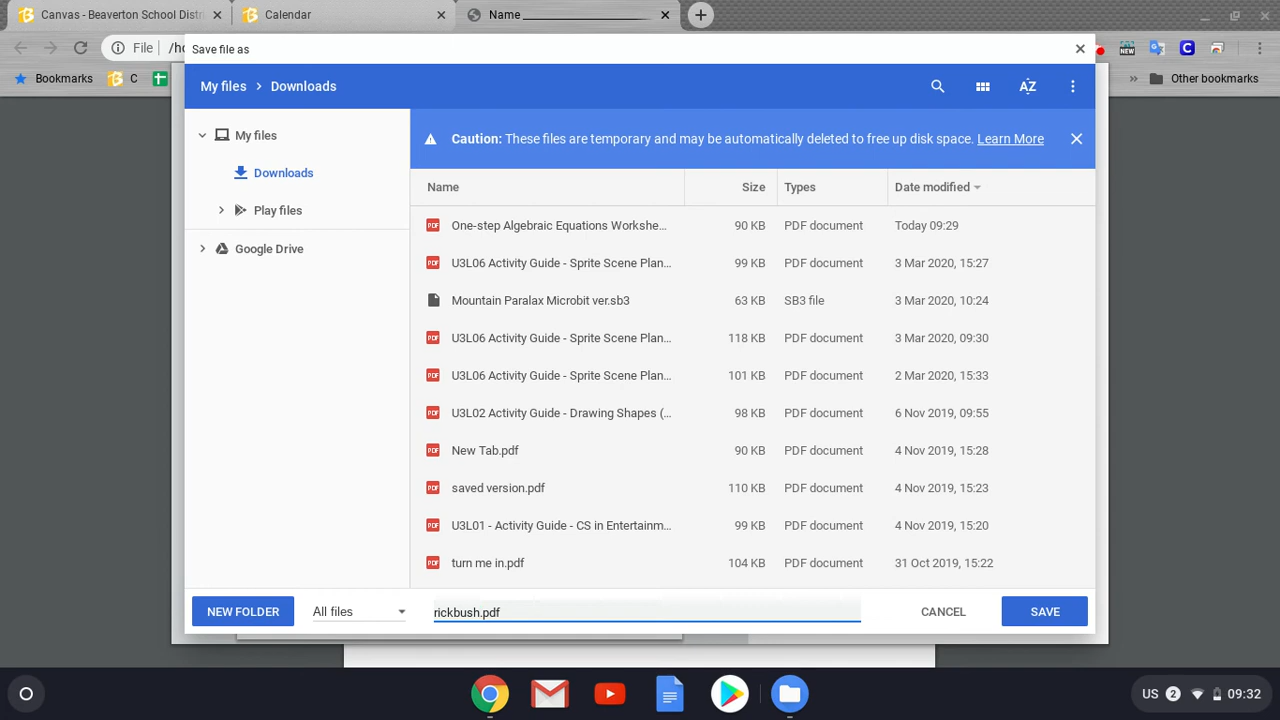 Canvas - Beaverton School Distri
Calendar
Name
File
/ho
Bookmarks
C
Other bookmarks
Save file as
My files > Downloads
AZ
My files
Downloads
Play files
Google Drive
Caution: These files are temporary and may be automatically deleted to free up disk space. Learn More
Name Size Types Date modified
One-step Algebraic Equations Workshe... 90 KB PDF document Today 09:29
U3L06 Activity Guide - Sprite Scene Plan... 99 KB PDF document 3 Mar 2020, 15:27
Mountain Paralax Microbit ver.sb3 63 KB SB3 file 3 Mar 2020, 10:24
U3L06 Activity Guide - Sprite Scene Plan... 118 KB PDF document 3 Mar 2020, 09:30
U3L06 Activity Guide - Sprite Scene Plan... 101 KB PDF document 2 Mar 2020, 15:33
U3L02 Activity Guide - Drawing Shapes (... 98 KB PDF document 6 Nov 2019, 09:55
New Tab.pdf 90 KB PDF document 4 Nov 2019, 15:28
saved version.pdf 110 KB PDF document 4 Nov 2019, 15:23
U3L01 - Activity Guide - CS in Entertainm... 99 KB PDF document 4 Nov 2019, 15:20
turn me in.pdf 104 KB PDF document 31 Oct 2019, 15:22
NEW FOLDER
All files
rickbush.pdf
CANCEL
SAVE
US 2 09:32